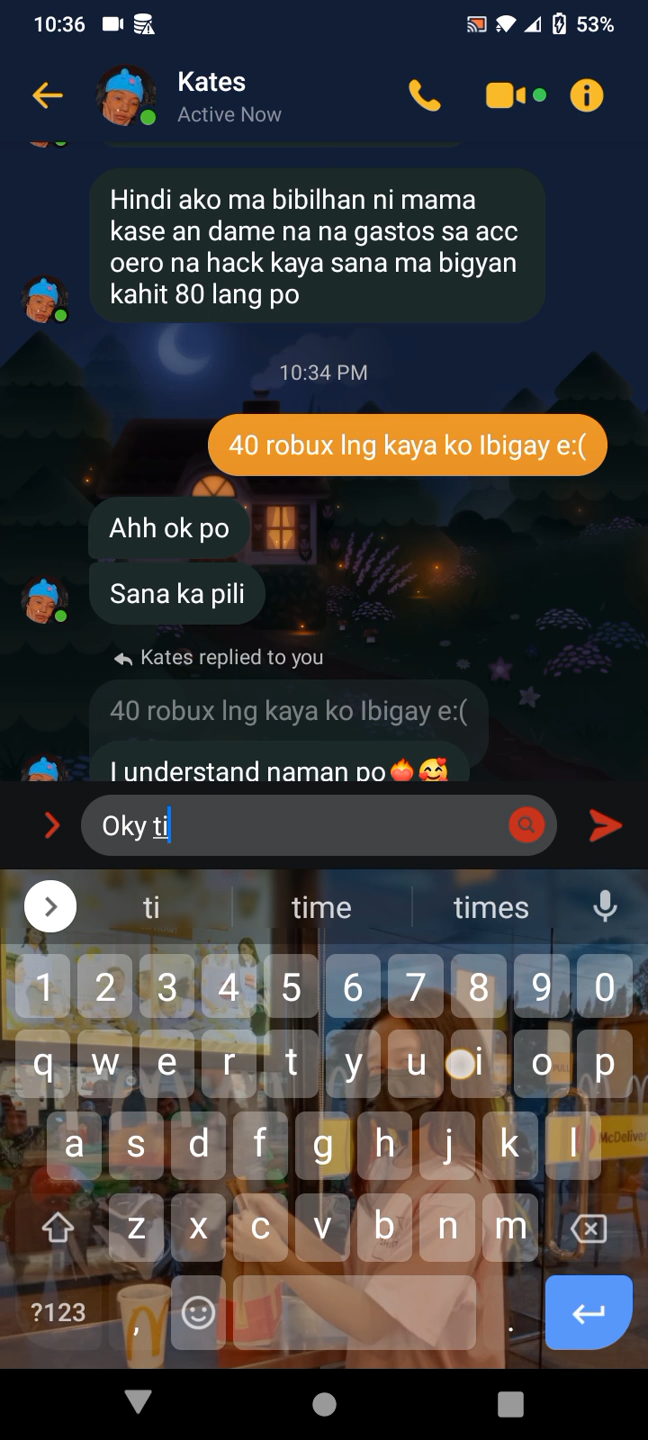 10:36
53%
Kates
Active Now
Hindi ako ma bibilhan ni mama
kase an dame na na gastos sa acc
oero na hack kaya sana ma bigyan
kahit 80 lang po
10:34 PM
40 robux lng kaya ko Ibigay e:(
Ahh ok po
Sana ka pili
Kates replied to you
40 robux lng kaya ko Ibigay e:(
I understand naman po❤️‍🔥🥰
Oky ti
ti time times
1 2 3 4 5 6 7 8 9 0
q w e r t y u i o p
a s d f g h j k l
McDeliver
z x c v b n m
?123 , .